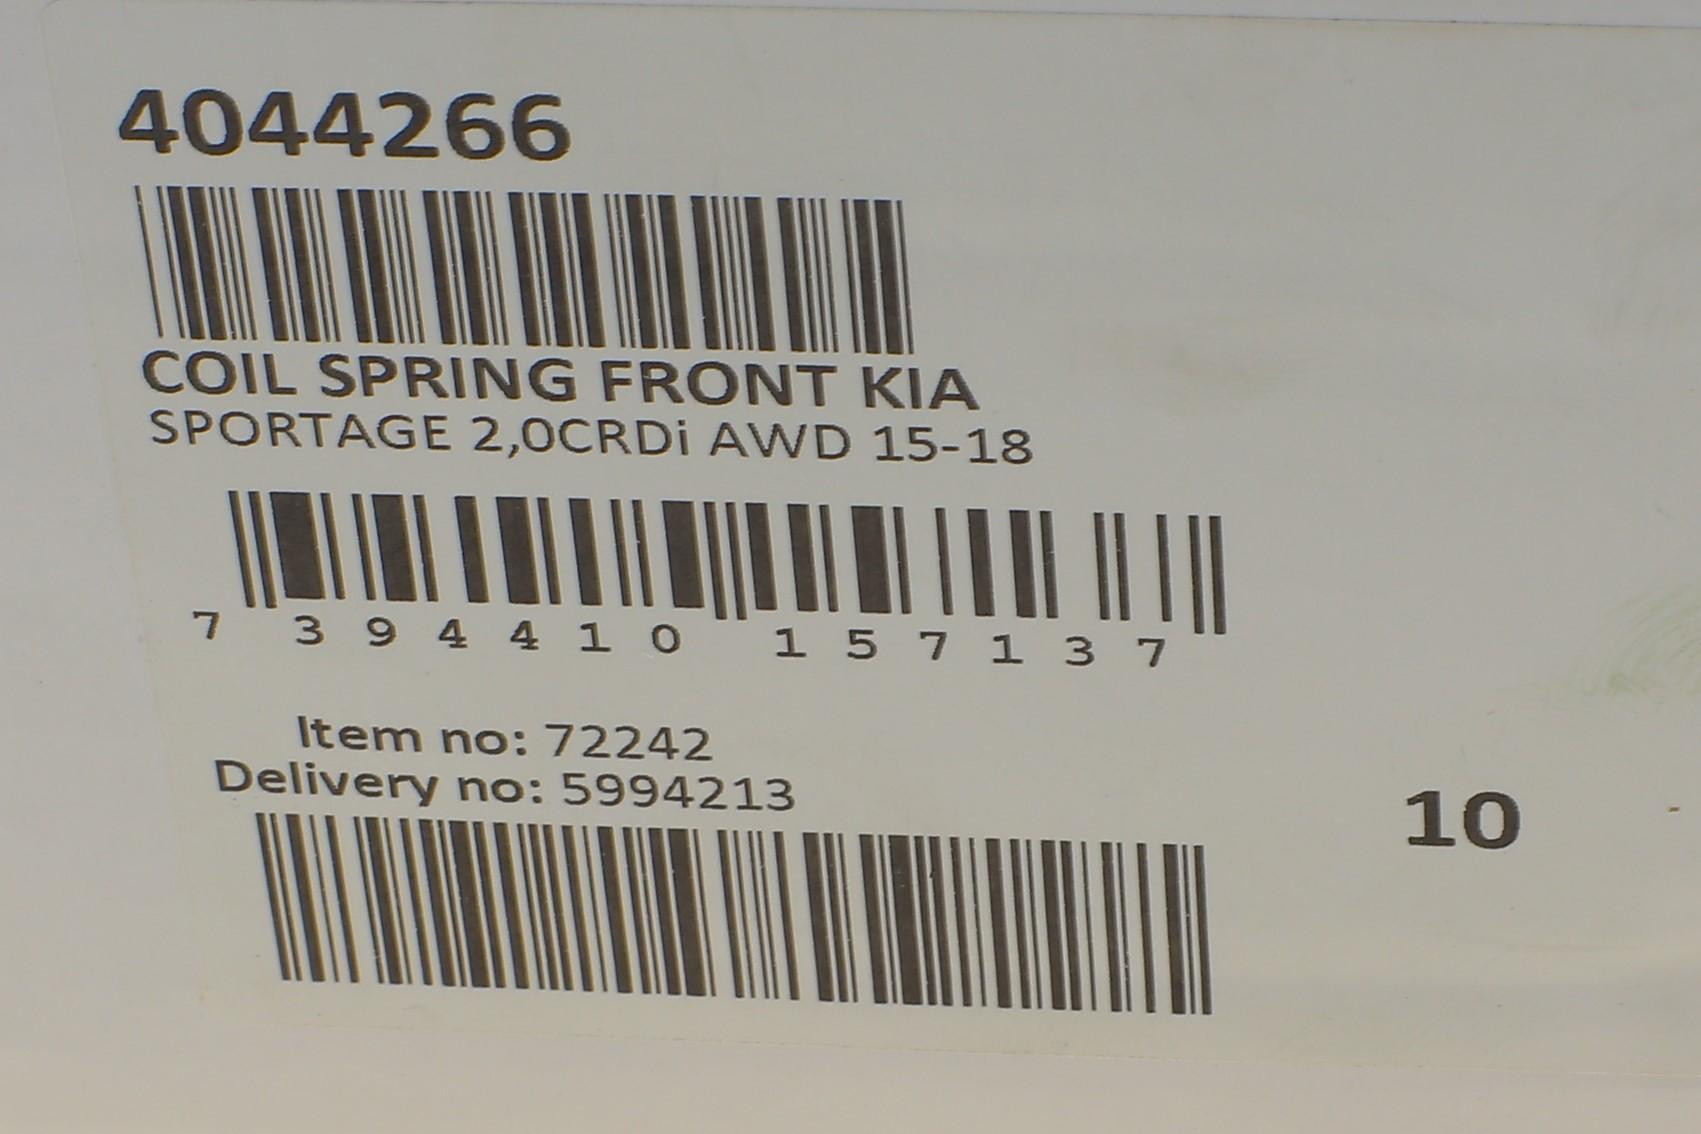 4044266
COIL SPRING FRONT KIA
SPORTAGE 2,0CRDi AWD 15-18
7 394410 157137
Item no: 72242
Delivery no: 5994213
10